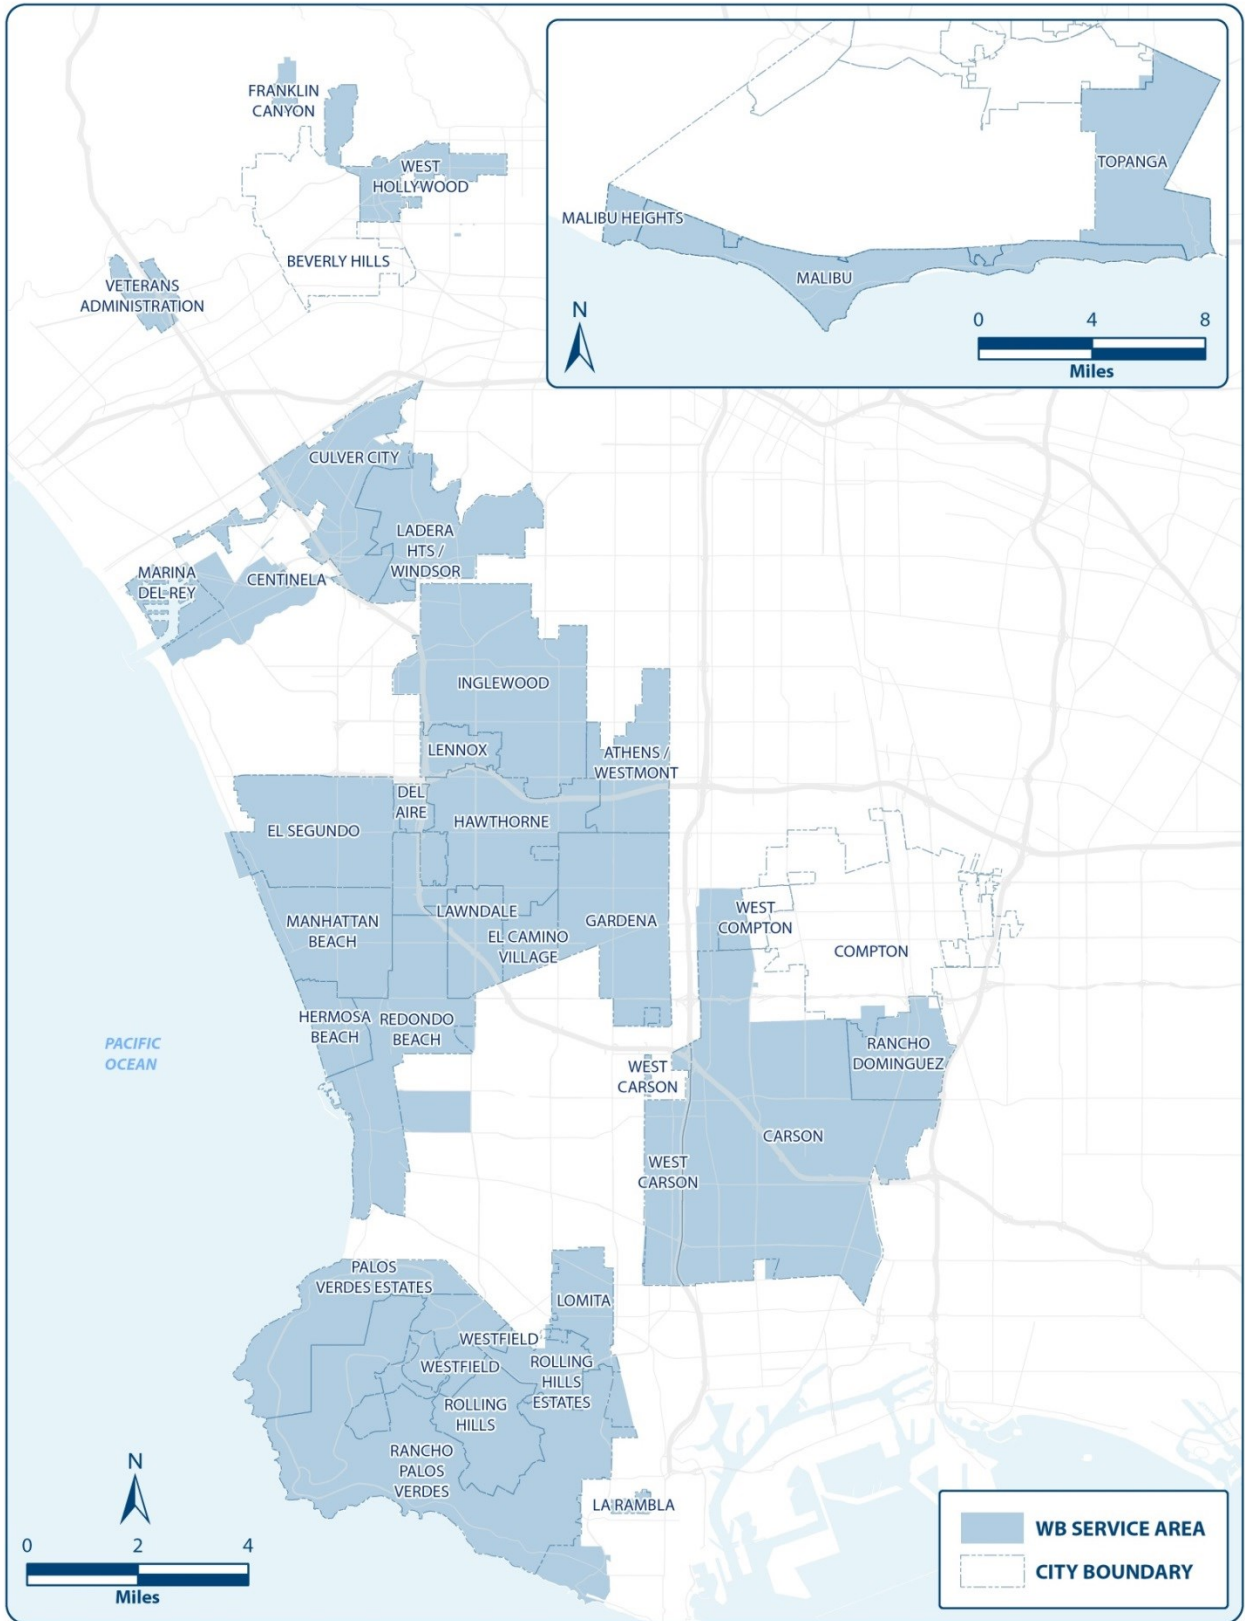 FRANKLIN
CANYON
WEST
HOLLYWOOD
BEVERLY HILLS
VETERANS
ADMINISTRATION
TOPANGA
MALIBU HEIGHTS
MALIBU
N
0 4 8
Miles
CULVER CITY
LADERA
HTS /
WINDSOR
MARINA
DEL REY
CENTINELA
INGLEWOOD
LENNOX
ATHENS /
WESTMONT
DEL
AIRE
EL SEGUNDO
HAWTHORNE
MANHATTAN
BEACH
LAWNDALE
EL CAMINO
VILLAGE
GARDENA
WEST
COMPTON
COMPTON
HERMOSA
BEACH
REDONDO
BEACH
RANCHO
DOMINGUEZ
PACIFIC
OCEAN
WEST
CARSON
CARSON
WEST
CARSON
PALOS
VERDES ESTATES
LOMITA
WESTFIELD
WESTFIELD
ROLLING
HILLS
ESTATES
ROLLING
HILLS
RANCHO
PALOS
VERDES
LA RAMBLA
N
0 2 4
Miles
WB SERVICE AREA
CITY BOUNDARY